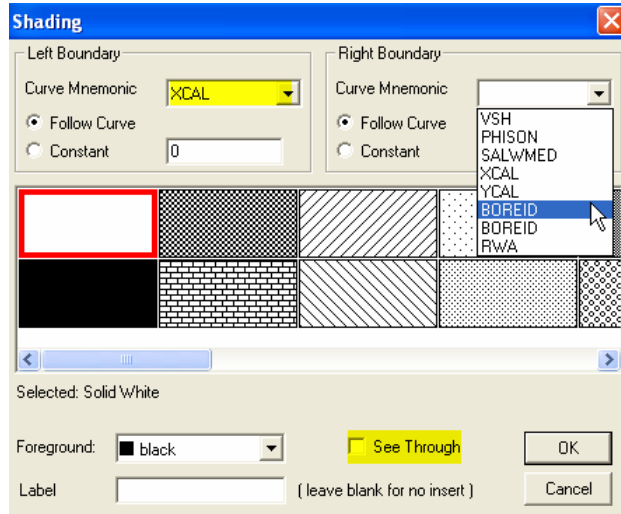 Shading
Left Boundary
Curve Mnemonic XCAL
Follow Curve
Constant 0
Right Boundary
Curve Mnemonic
Follow Curve
Constant
VSH
PHISON
SALWMED
XCAL
YCAL
BOREID
BOREID
RWA
Selected: Solid White
Foreground: black
See Through
OK
Label ( leave blank for no insert )
Cancel